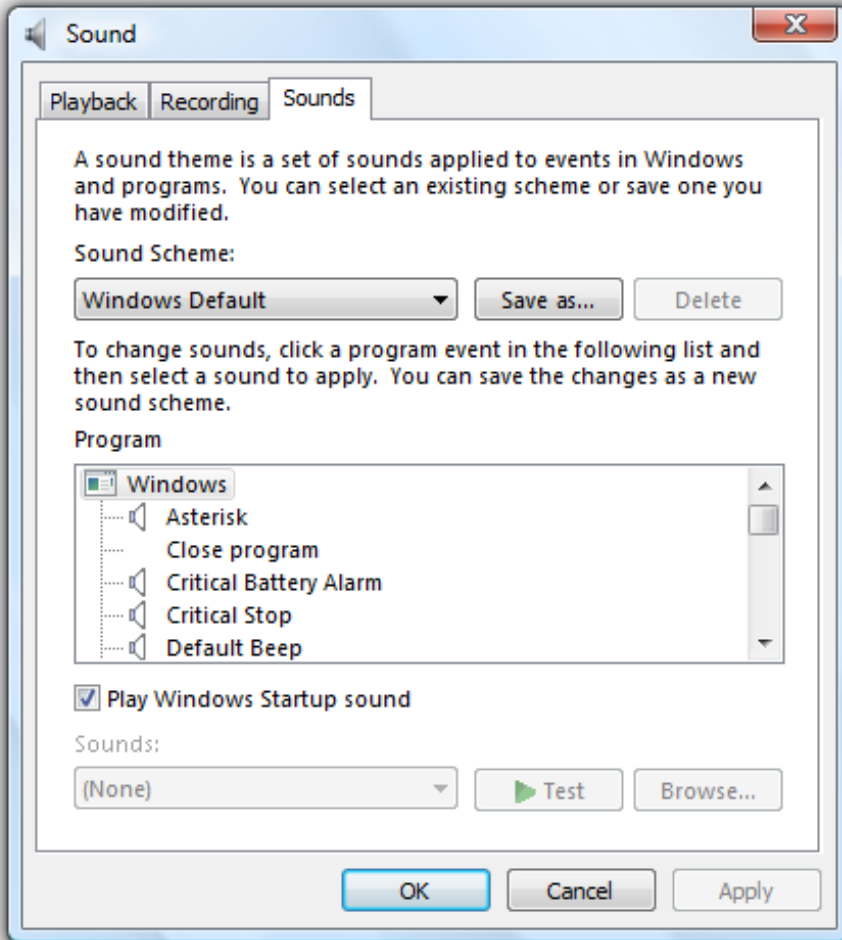 Sound
Playback Recording Sounds
A sound theme is a set of sounds applied to events in Windows
and programs. You can select an existing scheme or save one you
have modified.
Sound Scheme:
Windows Default Save as... Delete
To change sounds, click a program event in the following list and
then select a sound to apply. You can save the changes as a new
sound scheme.
Program
Windows
Asterisk
Close program
Critical Battery Alarm
Critical Stop
Default Beep
Play Windows Startup sound
Sounds:
(None) Test Browse...
OK Cancel Apply